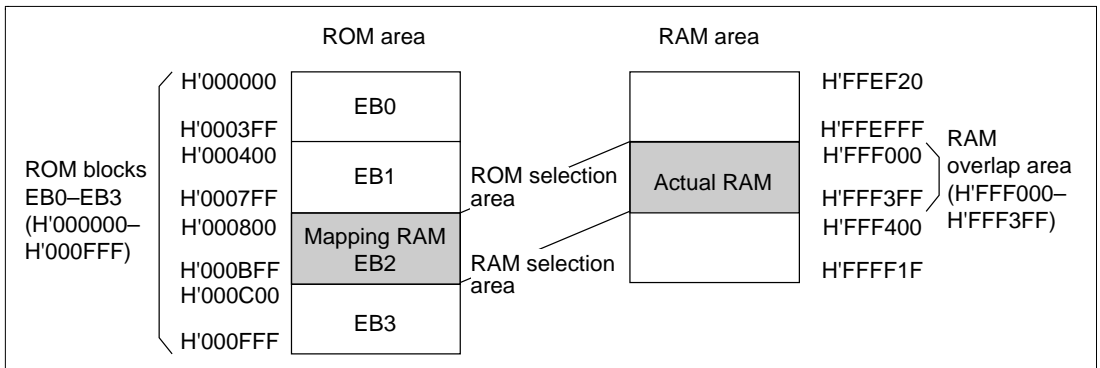 ROM area
RAM area
ROM blocks
EB0–EB3
(H'000000–
H'000FFF)
H'000000
H'0003FF
H'000400
H'0007FF
H'000800
H'000BFF
H'000C00
H'000FFF
EB0
EB1
Mapping RAM
EB2
EB3
ROM selection
area
RAM selection
area
Actual RAM
H'FFEF20
H'FFEFFF
H'FFF000
H'FFF3FF
H'FFF400
H'FFFF1F
RAM
overlap area
(H'FFF000–
H'FFF3FF)